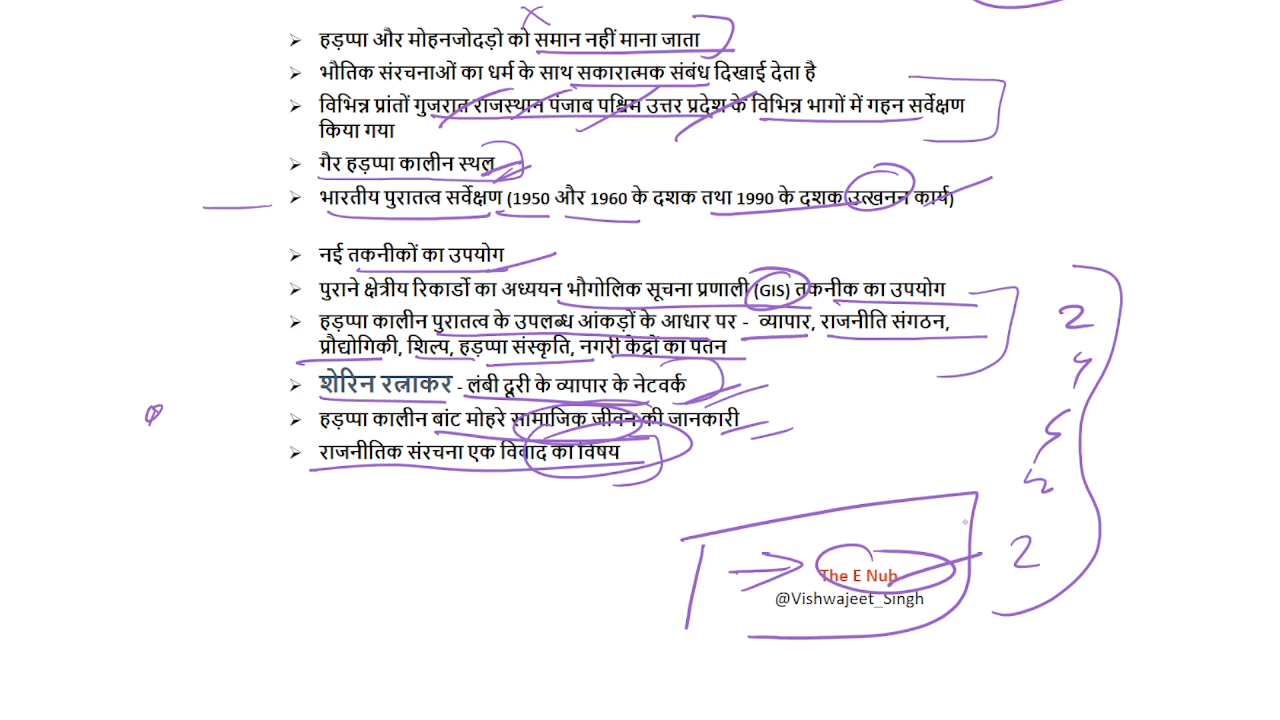 ➢ हड़प्पा और मोहनजोदड़ो को समान नहीं माना जाता
➢ भौतिक संरचनाओं का धर्म के साथ सकारात्मक संबंध दिखाई देता है
➢ विभिन्न प्रांतों गुजरात राजस्थान पंजाब पश्चिम उत्तर प्रदेश के विभिन्न भागों में गहन सर्वेक्षण
किया गया
➢ गैर हड़प्पा कालीन स्थल
➢ भारतीय पुरातत्व सर्वेक्षण (1950 और 1960 के दशक तथा 1990 के दशक उत्खनन कार्य)
➢ नई तकनीकों का उपयोग
➢ पुराने क्षेत्रीय रिकार्डो का अध्ययन भौगोलिक सूचना प्रणाली (GIS) तकनीक का उपयोग
➢ हड़प्पा कालीन पुरातत्व के उपलब्ध आंकड़ों के आधार पर - व्यापार, राजनीति संगठन,
प्रौद्योगिकी, शिल्प, हड़प्पा संस्कृति, नगरी केंद्रों का पतन
➢ शेरिन रत्नाकर - लंबी दूरी के व्यापार के नेटवर्क
➢ हड़प्पा कालीन बांट मोहरे सामाजिक जीवन की जानकारी
➢ राजनीतिक संरचना एक विवाद का विषय
2
2
The E Nub
@Vishwajeet_Singh